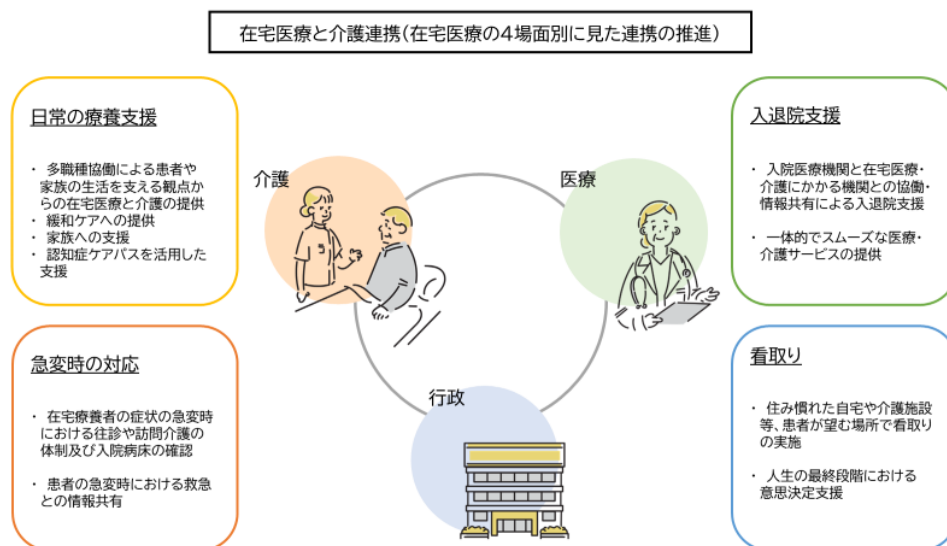 在宅医療と介護連携(在宅医療の4場面別に見た連携の推進)
日常の療養支援
・ 多職種協働による患者や
家族の生活を支える観点か
らの在宅医療と介護の提供
・ 緩和ケアへの提供
・ 家族への支援
・ 認知症ケアパスを活用した
支援
介護
医療
入退院支援
・ 入院医療機関と在宅医療・
介護にかかる機関との協働・
情報共有による入退院支援
・ 一体的でスムーズな医療・
介護サービスの提供
急変時の対応
・ 在宅療養者の症状の急変時
における往診や訪問介護の
体制及び入院病床の確認
・ 患者の急変時における救急
との情報共有
行政
看取り
・ 住み慣れた自宅や介護施設
等、患者が望む場所で看取り
の実施
・ 人生の最終段階における
意思決定支援